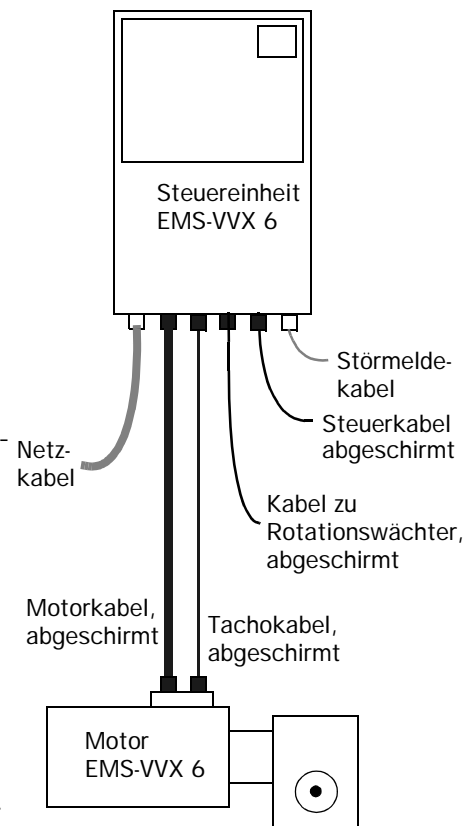 Steuereinheit
EMS-VVX 6
Störmelde-
kabel
Steuerkabel
abgeschirmt
Netz-
kabel
Kabel zu
Rotationswächter,
abgeschirmt
Motorkabel,
abgeschirmt
Tachokabel,
abgeschirmt
Motor
EMS-VVX 6